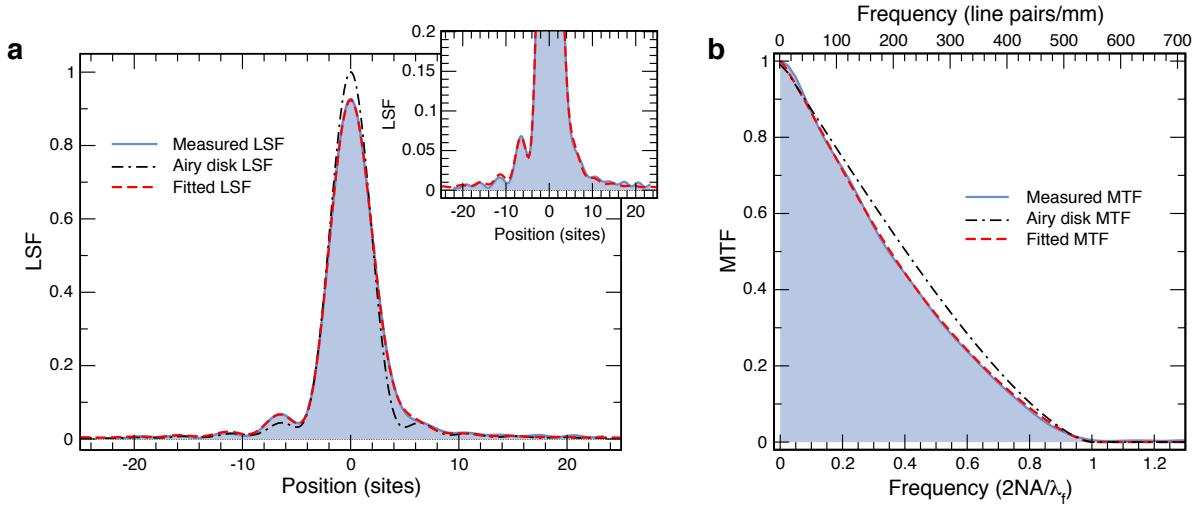 a
1
0.8
0.6
0.4
0.2
0
LSF
Measured LSF
Airy disk LSF
Fitted LSF
-20
-10
0
10
20
Position (sites)
0.2
0.15
0.1
0.05
0
LSF
-20
-10
0
10
20
Position (sites)
b
Frequency (line pairs/mm)
0
100
200
300
400
500
600
700
1
0.8
0.6
0.4
0.2
0
MTF
Measured MTF
Airy disk MTF
Fitted MTF
0
0.2
0.4
0.6
0.8
1
1.2
Frequency (2NA/λf)